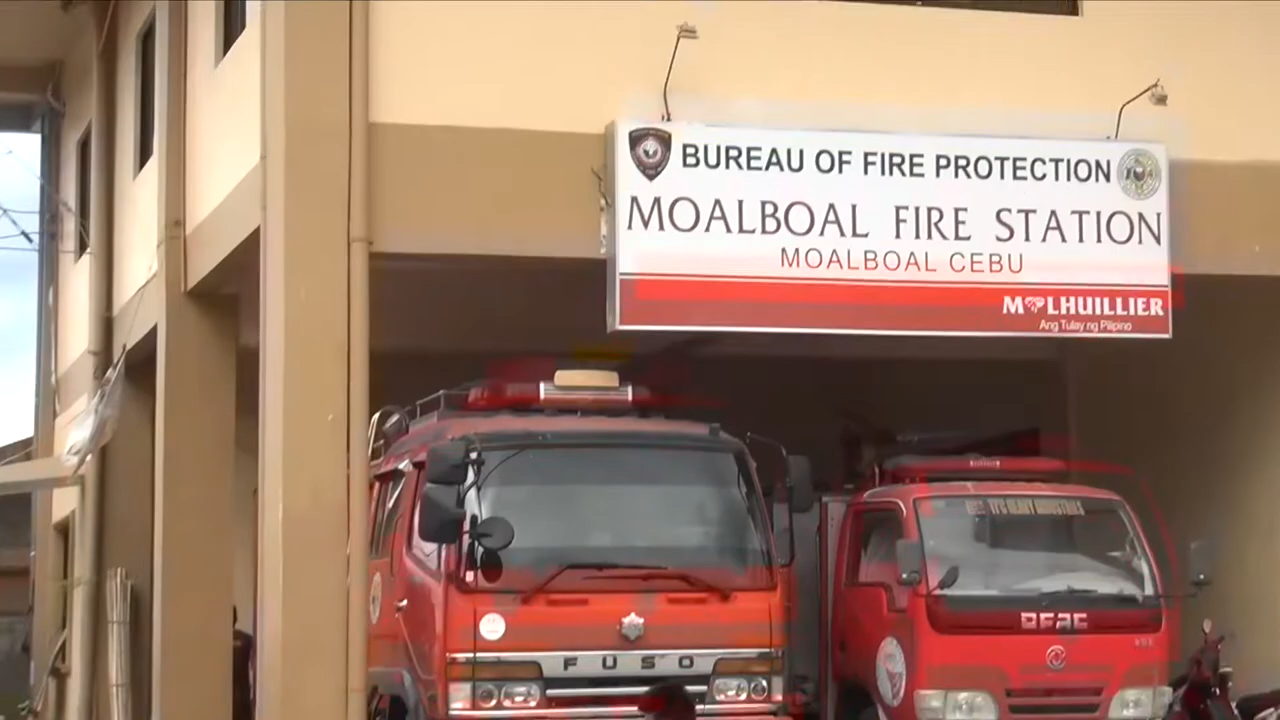 BUREAU OF FIRE PROTECTION
MOALBOAL FIRE STATION
MOALBOAL CEBU
MLHUILLIER
Ang Tulay ng Pilipino
FUSO
DFAC